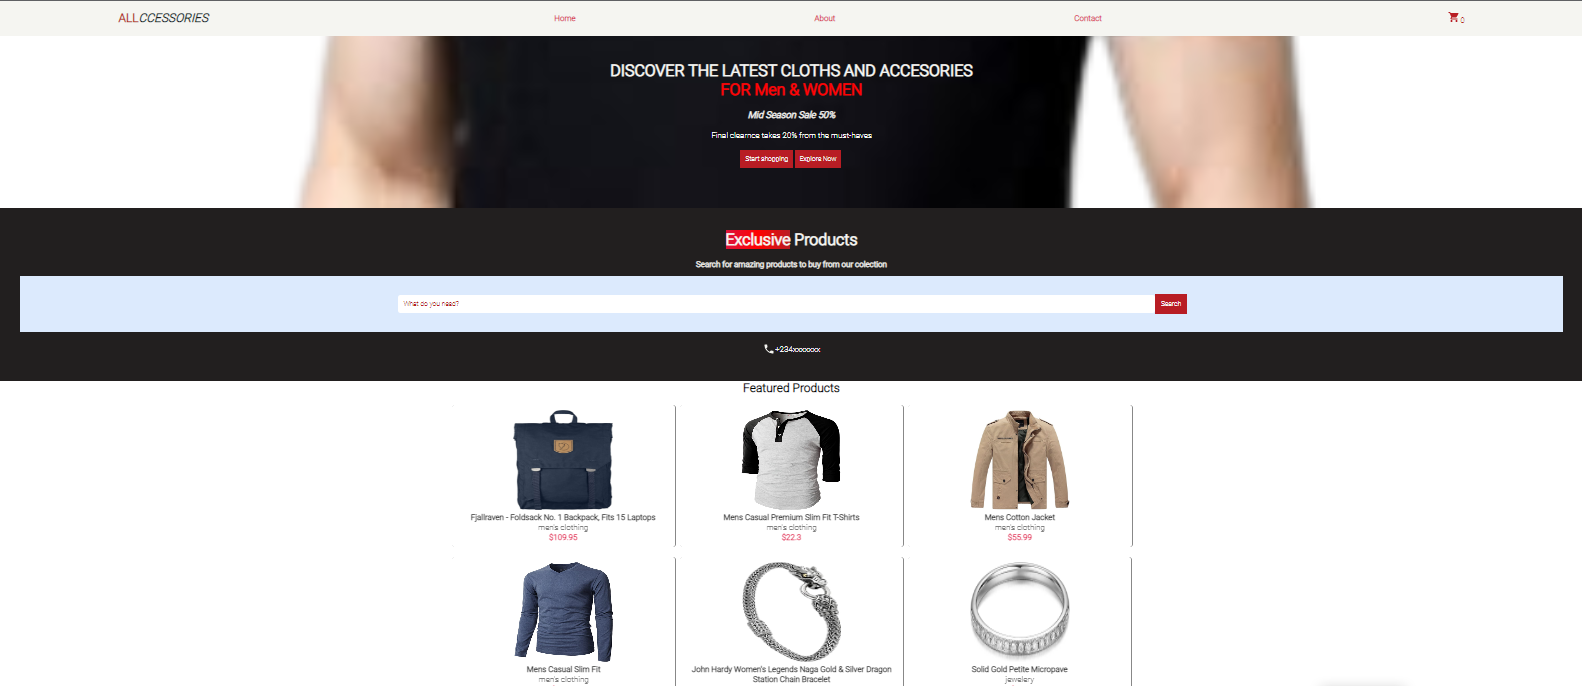 ALLCCESSORIES
Home
About
Contact
0
DISCOVER THE LATEST CLOTHS AND ACCESORIES
FOR Men & WOMEN
Mid Season Sale 50%
Final clearnce takes 20% from the must-haves
Start shopping
Explore Now
Exclusive Products
Search for amazing products to buy from our colection
What do you need?
Search
+234xxxxxxx
Featured Products
Fjallraven - Foldsack No. 1 Backpack, Fits 15 Laptops
men's clothing
$109.95
Mens Casual Premium Slim Fit T-Shirts
men's clothing
$22.3
Mens Cotton Jacket
men's clothing
$55.99
Mens Casual Slim Fit
men's clothing
John Hardy Women's Legends Naga Gold & Silver Dragon
Station Chain Bracelet
Solid Gold Petite Micropave
jewelery